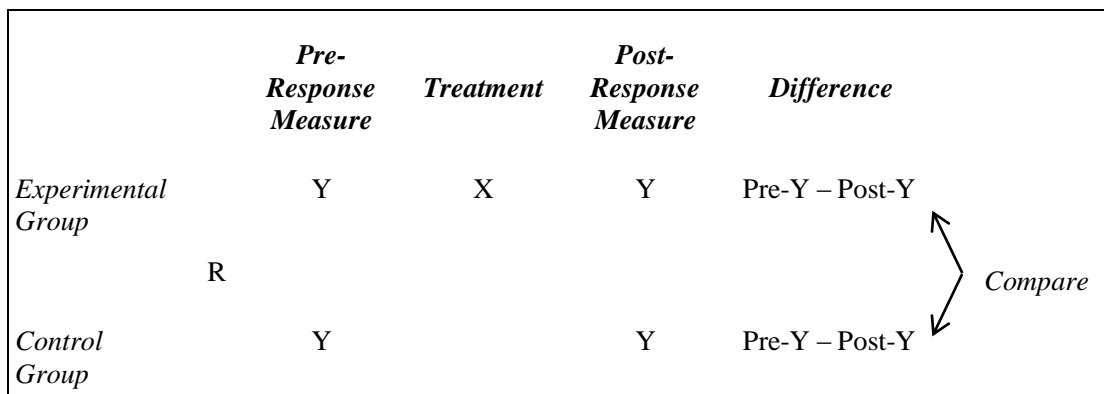 Pre- Post-
Response Treatment Response Difference
Measure Measure
Experimental Y X Y Pre-Y – Post-Y
Group
R Compare
Control Y Y Pre-Y – Post-Y
Group